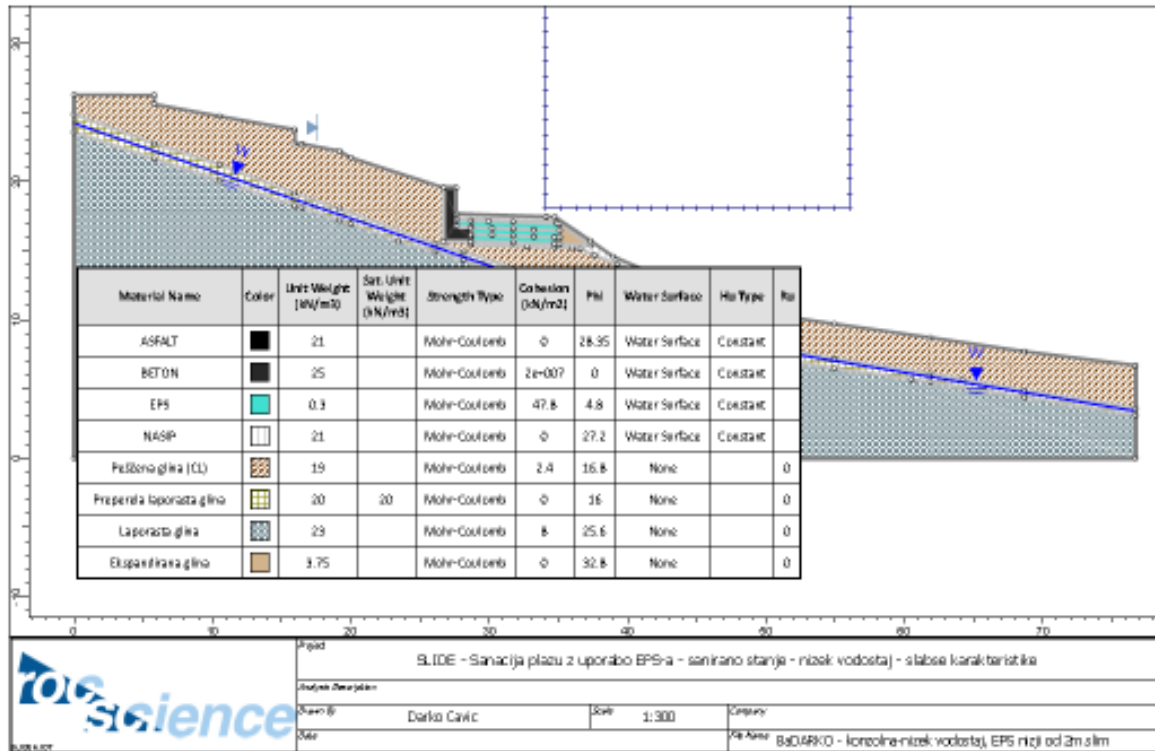 30
20
10
0
-10
W
W
Material Name Color Unit Weight (kN/m3) Sat. Unit Weight (kN/m3) Strength Type Cohesion (kN/m2) Phi Water Surface Hu Type Ru
ASFALT 21 Mohr-Coulomb 0 28.35 Water Surface Constant
BETON 25 Mohr-Coulomb 2e+007 0 Water Surface Constant
EPS 0.3 Mohr-Coulomb 47.8 4.8 Water Surface Constant
NASIP 21 Mohr-Coulomb 0 27.2 Water Surface Constant
Peščena glina (CL) 19 Mohr-Coulomb 2.4 16.8 None 0
Preperela laporasta glina 20 20 Mohr-Coulomb 0 16 None 0
Laporasta glina 23 Mohr-Coulomb 8 25.6 None 0
Ekspandirana glina 3.75 Mohr-Coulomb 0 32.8 None 0
0 10 20 30 40 50 60 70
rocscience
Project
SLIDE - Sanacija plazu z uporabo EPS-a - sanirano stanje - nizek vodostaj - slabse karakteristike
Analysis Description
Drawn By Darko Cavic Scale 1:300 Company
Date File Name BaDARKO - konzolna-nizek vodostaj, EPS nizji od 2m.slim